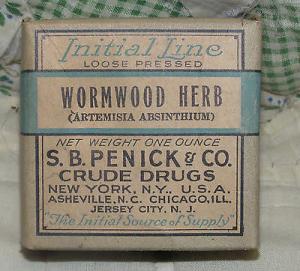 Initial Line
LOOSE PRESSED
WORMWOOD HERB
(ARTEMISIA ABSINTHIUM)
NET WEIGHT ONE OUNCE
S. B. PENICK & CO.
CRUDE DRUGS
NEW YORK, N.Y., U.S.A.
ASHEVILLE, N.C. CHICAGO, ILL.
JERSEY CITY, N. J.
"The Initial Source of Supply"